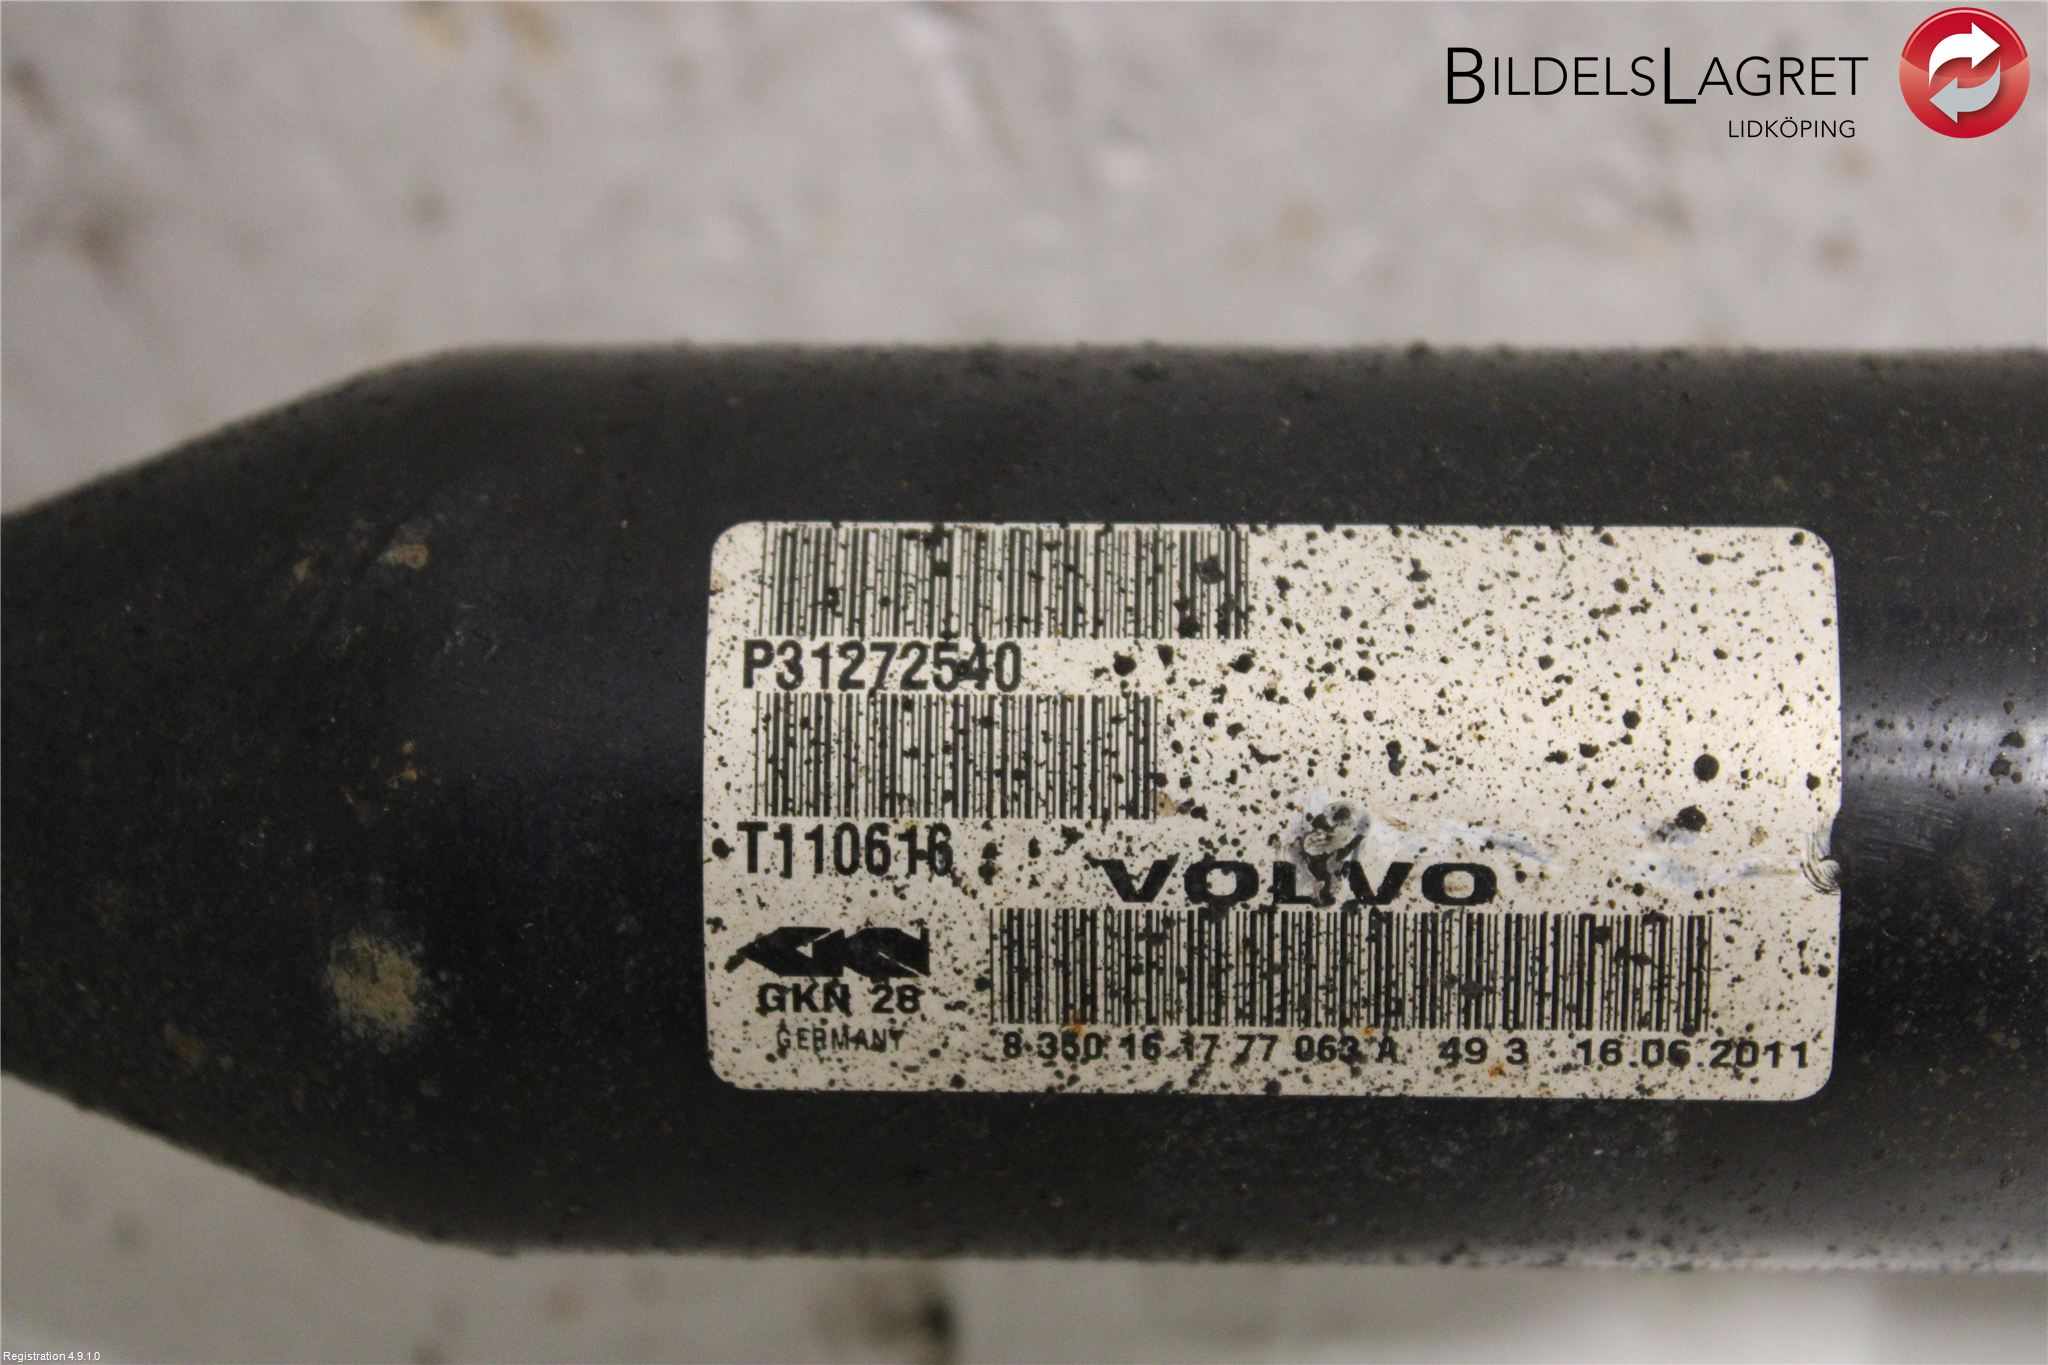 BILDELSLAGRET
LIDKÖPING
P31272540
T110616
VOLVO
GKN
GKN 28
GERMANY
8 350 16 17 77 063 A 49 3 16.06.2011
Registration 4.9.1.0